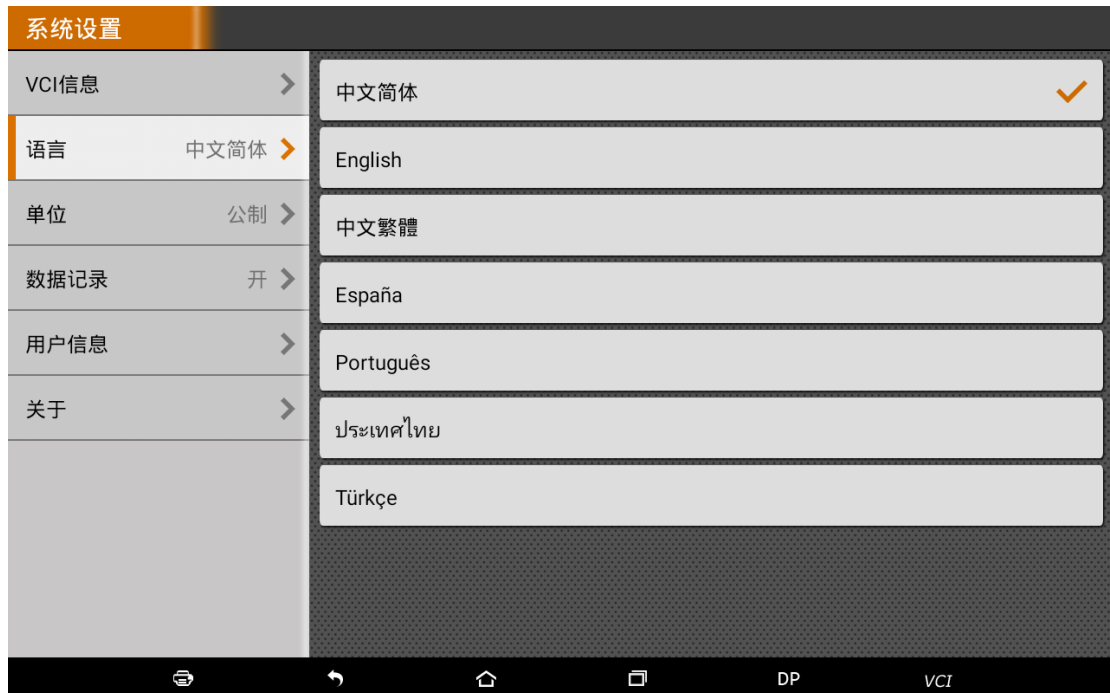 系统设置
VCI信息
语言 中文简体
单位 公制
数据记录 开
用户信息
关于
中文简体
English
中文繁體
España
Português
ประเทศไทย
Türkçe
DP VCI